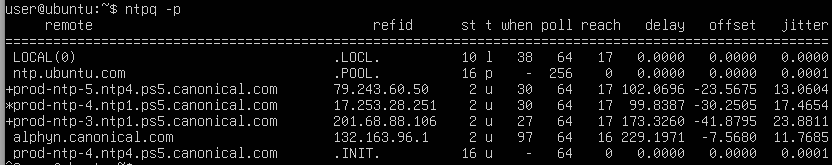 user@ubuntu:~$ ntpq -p
remote refid st t when poll reach delay offset jitter
==============================================================================
LOCAL(0) .LOCL. 10 l 38 64 17 0.0000 0.0000 0.0000
ntp.ubuntu.com .POOL. 16 p - 256 0 0.0000 0.0000 0.0001
+prod-ntp-5.ntp4.ps5.canonical.com 79.243.60.50 2 u 30 64 17 102.0696 -23.5675 13.0604
*prod-ntp-4.ntp1.ps5.canonical.com 17.253.28.251 2 u 30 64 17 99.8387 -30.2505 17.4654
+prod-ntp-3.ntp1.ps5.canonical.com 201.68.88.106 2 u 27 64 17 173.3260 -41.8795 23.8811
alphyn.canonical.com 132.163.96.1 2 u 97 64 16 229.1971 -7.5680 11.7685
prod-ntp-4.ntp4.ps5.canonical.com .INIT. 16 u - 64 0 0.0000 0.0000 0.0001